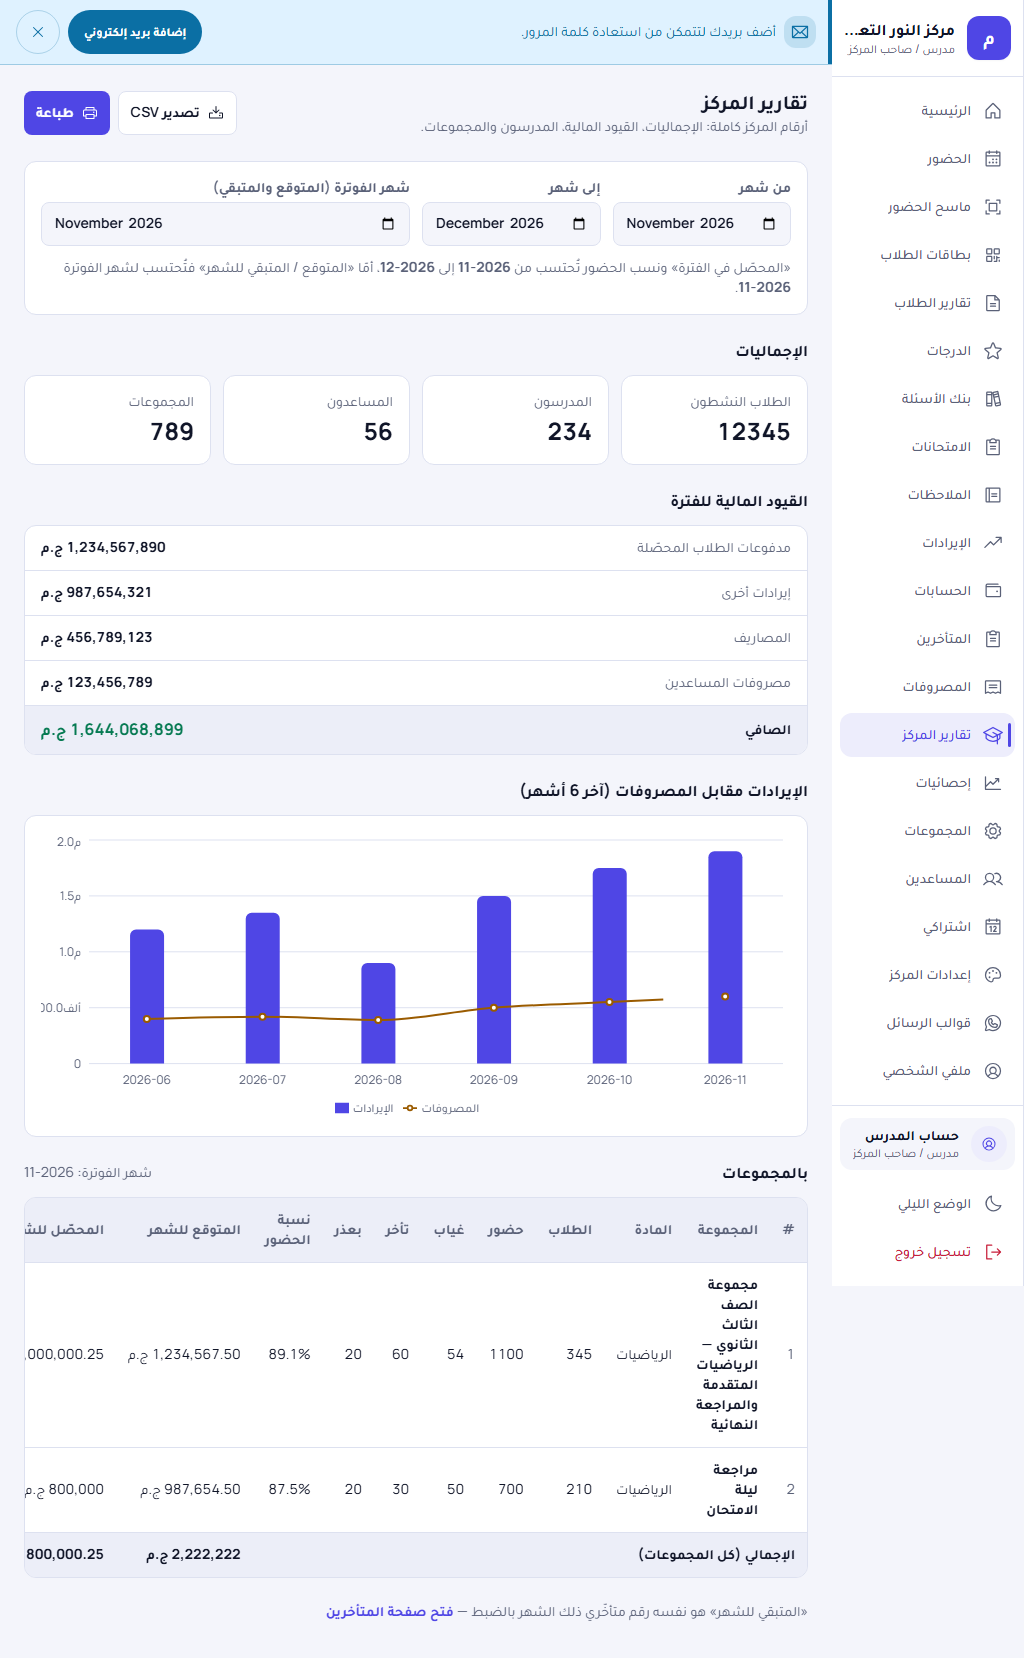 مركز النور التعـ...
مدرس / صاحب المركز
م
الرئيسية
الحضور
ماسح الحضور
بطاقات الطلاب
تقارير الطلاب
الدرجات
بنك الأسئلة
الامتحانات
الملاحظات
الإيرادات
الحسابات
المتأخرين
المصروفات
تقارير المركز
إحصائيات
المجموعات
المساعدين
اشتراكي
إعدادات المركز
قوالب الرسائل
ملفي الشخصي
حساب المدرس
مدرس / صاحب المركز
الوضع الليلي
تسجيل خروج
أضف بريدك لتتمكن من استعادة كلمة المرور.
إضافة بريد إلكتروني
تقارير المركز
أرقام المركز كاملة: الإجماليات، القيود المالية، المدرسون والمجموعات.
تصدير CSV
طباعة
من شهر
إلى شهر
شهر الفوترة (المتوقع والمتبقي)
November 2026
December 2026
November 2026
«المحصّل في الفترة» ونسب الحضور تُحتسب من 2026-11 إلى 2026-12، أمّا «المتوقع / المتبقي للشهر» فتُحتسب لشهر الفوترة
2026-11.
الإجماليات
الطلاب النشطون
12345
المدرسون
234
المساعدون
56
المجموعات
789
القيود المالية للفترة
مدفوعات الطلاب المحصّلة 1,234,567,890 ج.م
إيرادات أخرى 987,654,321 ج.م
المصاريف 456,789,123 ج.م
مصروفات المساعدين 123,456,789 ج.م
الصافي 1,644,068,899 ج.م
الإيرادات مقابل المصروفات (آخر 6 أشهر)
2.0م
1.5م
1.0م
00.0ألف
0
2026-06 2026-07 2026-08 2026-09 2026-10 2026-11
الإيرادات المصروفات
بالمجموعات
شهر الفوترة: 2026-11
# المجموعة المادة الطلاب حضور غياب تأخر بعذر نسبة الحضور المتوقع للشهر المحصّل للش
1 مجموعة الصف الثالث الثانوي — الرياضيات المتقدمة والمراجعة النهائية الرياضيات 345 1100 54 60 20 89.1% 1,234,567.50 ج.م ,000,000.25
2 مراجعة ليلة الامتحان الرياضيات 210 700 50 30 20 87.5% 987,654.50 ج.م 800,000 ج.م
الإجمالي (كل المجموعات) 2,222,222 ج.م 800,000.25
«المتبقي للشهر» هو نفسه رقم متأخّري ذلك الشهر بالضبط — فتح صفحة المتأخرين